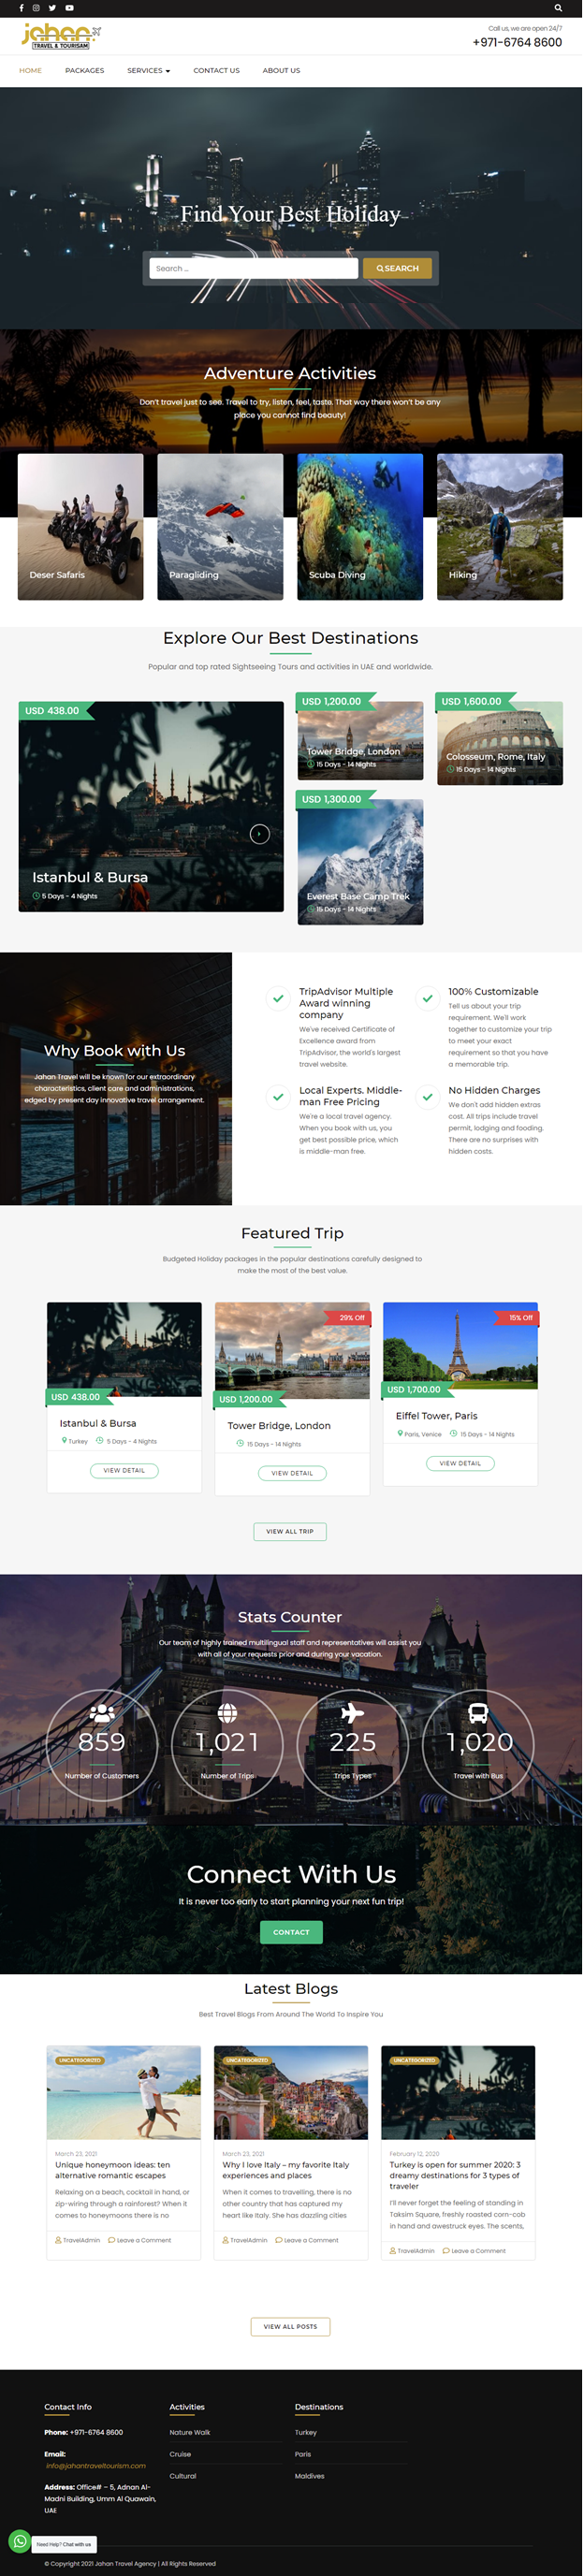 jahan
TRAVEL & TOURISAM
Call us, we are open 24/7
+971-6764 8600
HOME PACKAGES SERVICES CONTACT US ABOUT US
Find Your Best Holiday
Search ..
SEARCH
Adventure Activities
Don't travel just to see. Travel to try, listen, feel, taste. That way there won't be any
place you cannot find beauty!
Deser Safaris
Paragliding
Scuba Diving
Hiking
Explore Our Best Destinations
Popular and top rated Sightseeing Tours and activities in UAE and worldwide.
USD 438.00
Istanbul & Bursa
5 Days - 4 Nights
USD 1,200.00
Tower Bridge, London
15 Days - 14 Nights
USD 1,600.00
Colosseum, Rome, Italy
15 Days - 14 Nights
USD 1,300.00
Everest Base Camp Trek
15 Days - 14 Nights
Why Book with Us
Jahan Travel will be known for our extraordinary
characteristics, client care and administrations,
edged by present day innovative travel arrangement.
TripAdvisor Multiple
Award winning
company
We've received Certificate of
Excellence award from
TripAdvisor, the world's largest
travel website.
100% Customizable
Tell us about your trip
requirement. We'll work
together to customize your trip
to meet your exact
requirement so that you have
a memorable trip.
Local Experts. Middle-
man Free Pricing
We're a local travel agency.
When you book with us, you
get best possible price, which
is middle-man free.
No Hidden Charges
We don't add hidden extras
cost. All trips include travel
permit, lodging and fooding.
There are no surprises with
hidden costs.
Featured Trip
Budgeted Holiday packages in the popular destinations carefully designed to
make the most of the best value.
USD 438.00
Istanbul & Bursa
Turkey 5 Days - 4 Nights
VIEW DETAIL
29% Off
USD 1,200.00
Tower Bridge, London
15 Days - 14 Nights
VIEW DETAIL
15% Off
USD 1,700.00
Eiffel Tower, Paris
Paris, Venice 15 Days - 14 Nights
VIEW DETAIL
VIEW ALL TRIP
Stats Counter
Our team of highly trained multilingual staff and representatives will assist you
with all of your requests prior and during your vacation.
859
Number of Customers
1,021
Number of Trips
225
Trips Types
1,020
Travel with Bus
Connect With Us
It is never too early to start planning your next fun trip!
CONTACT
Latest Blogs
Best Travel Blogs From Around The World To Inspire You
UNCATEGORIZED
March 23, 2021
Unique honeymoon ideas: ten
alternative romantic escapes
Relaxing on a beach, cocktail in hand, or
zip-wiring through a rainforest? When it
comes to honeymoons there is no
TravelAdmin Leave a Comment
UNCATEGORIZED
March 23, 2021
Why I love Italy – my favorite Italy
experiences and places
When it comes to travelling, there is no
other country that has captured my
heart like Italy. She has dazzling cities
TravelAdmin Leave a Comment
UNCATEGORIZED
February 12, 2020
Turkey is open for summer 2020: 3
dreamy destinations for 3 types of
traveler
I'll never forget the feeling of standing in
Taksim Square, freshly roasted corn-cob
in hand and awestruck eyes. The scents,
TravelAdmin Leave a Comment
VIEW ALL POSTS
Contact Info
Phone: +971-6764 8600
Email:
info@jahantraveltourism.com
Address: Office# – 5, Adnan Al-
Madni Building, Umm Al Quawain,
UAE
Activities
Nature Walk
Cruise
Cultural
Destinations
Turkey
Paris
Maldives
Need Help? Chat with us
© Copyright 2021 Jahan Travel Agency | All Rights Reserved